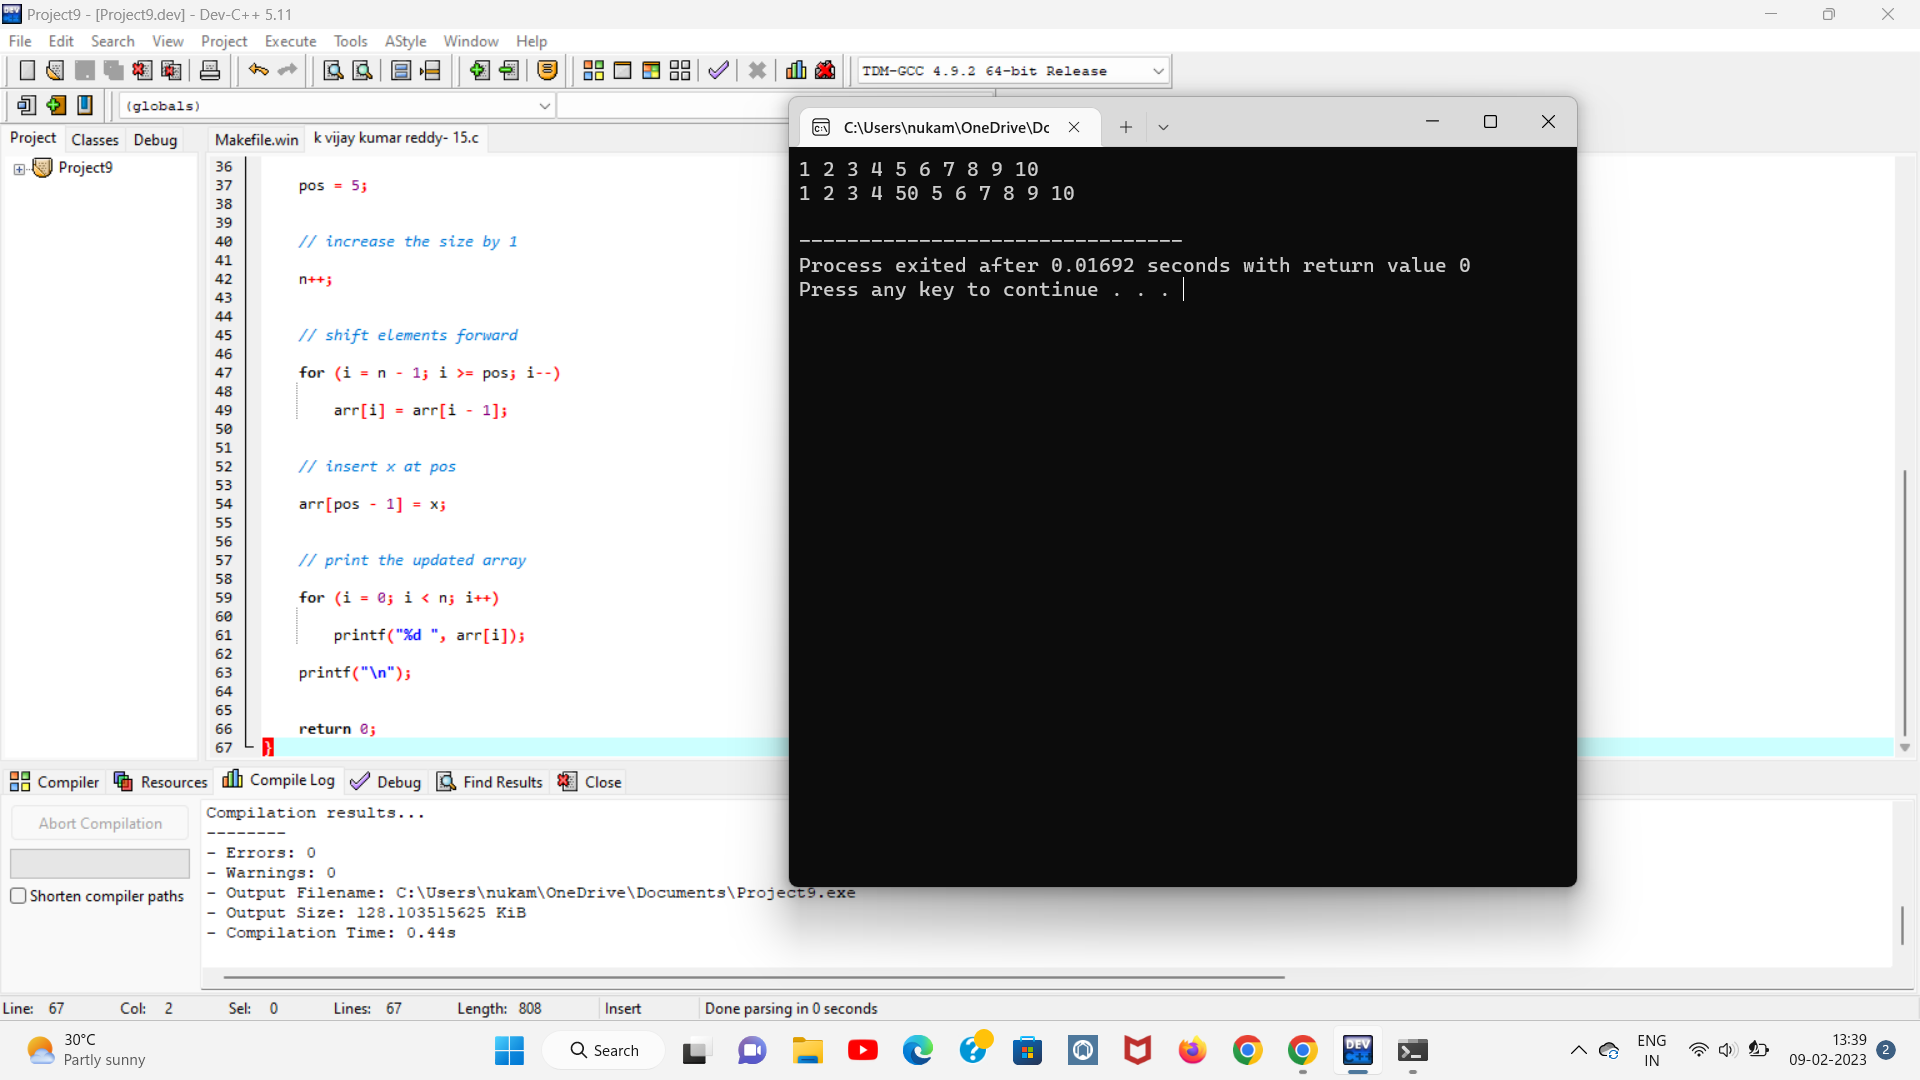 Project9 - [Project9.dev] - Dev-C++ 5.11
File Edit Search View Project Execute Tools AStyle Window Help
TDM-GCC 4.9.2 64-bit Release
(globals)
Project Classes Debug
Makefile.win k vijay kumar reddy- 15.c
Project9
36
37 pos = 5;
38
39
40 // increase the size by 1
41
42 n++;
43
44
45 // shift elements forward
46
47 for (i = n - 1; i >= pos; i--)
48
49 arr[i] = arr[i - 1];
50
51
52 // insert x at pos
53
54 arr[pos - 1] = x;
55
56
57 // print the updated array
58
59 for (i = 0; i < n; i++)
60
61 printf("%d ", arr[i]);
62
63 printf("\n");
64
65
66 return 0;
67 }
C:\Users\nukam\OneDrive\Dc
1 2 3 4 5 6 7 8 9 10
1 2 3 4 50 5 6 7 8 9 10
--------------------------------
Process exited after 0.01692 seconds with return value 0
Press any key to continue . . .
Compiler Resources Compile Log Debug Find Results Close
Abort Compilation
Shorten compiler paths
Compilation results...
--------
- Errors: 0
- Warnings: 0
- Output Filename: C:\Users\nukam\OneDrive\Documents\Project9.exe
- Output Size: 128.103515625 KiB
- Compilation Time: 0.44s
Line: 67 Col: 2 Sel: 0 Lines: 67 Length: 808 Insert Done parsing in 0 seconds
30°C
Partly sunny
Search
DEV
ENG
IN
13:39
09-02-2023
2